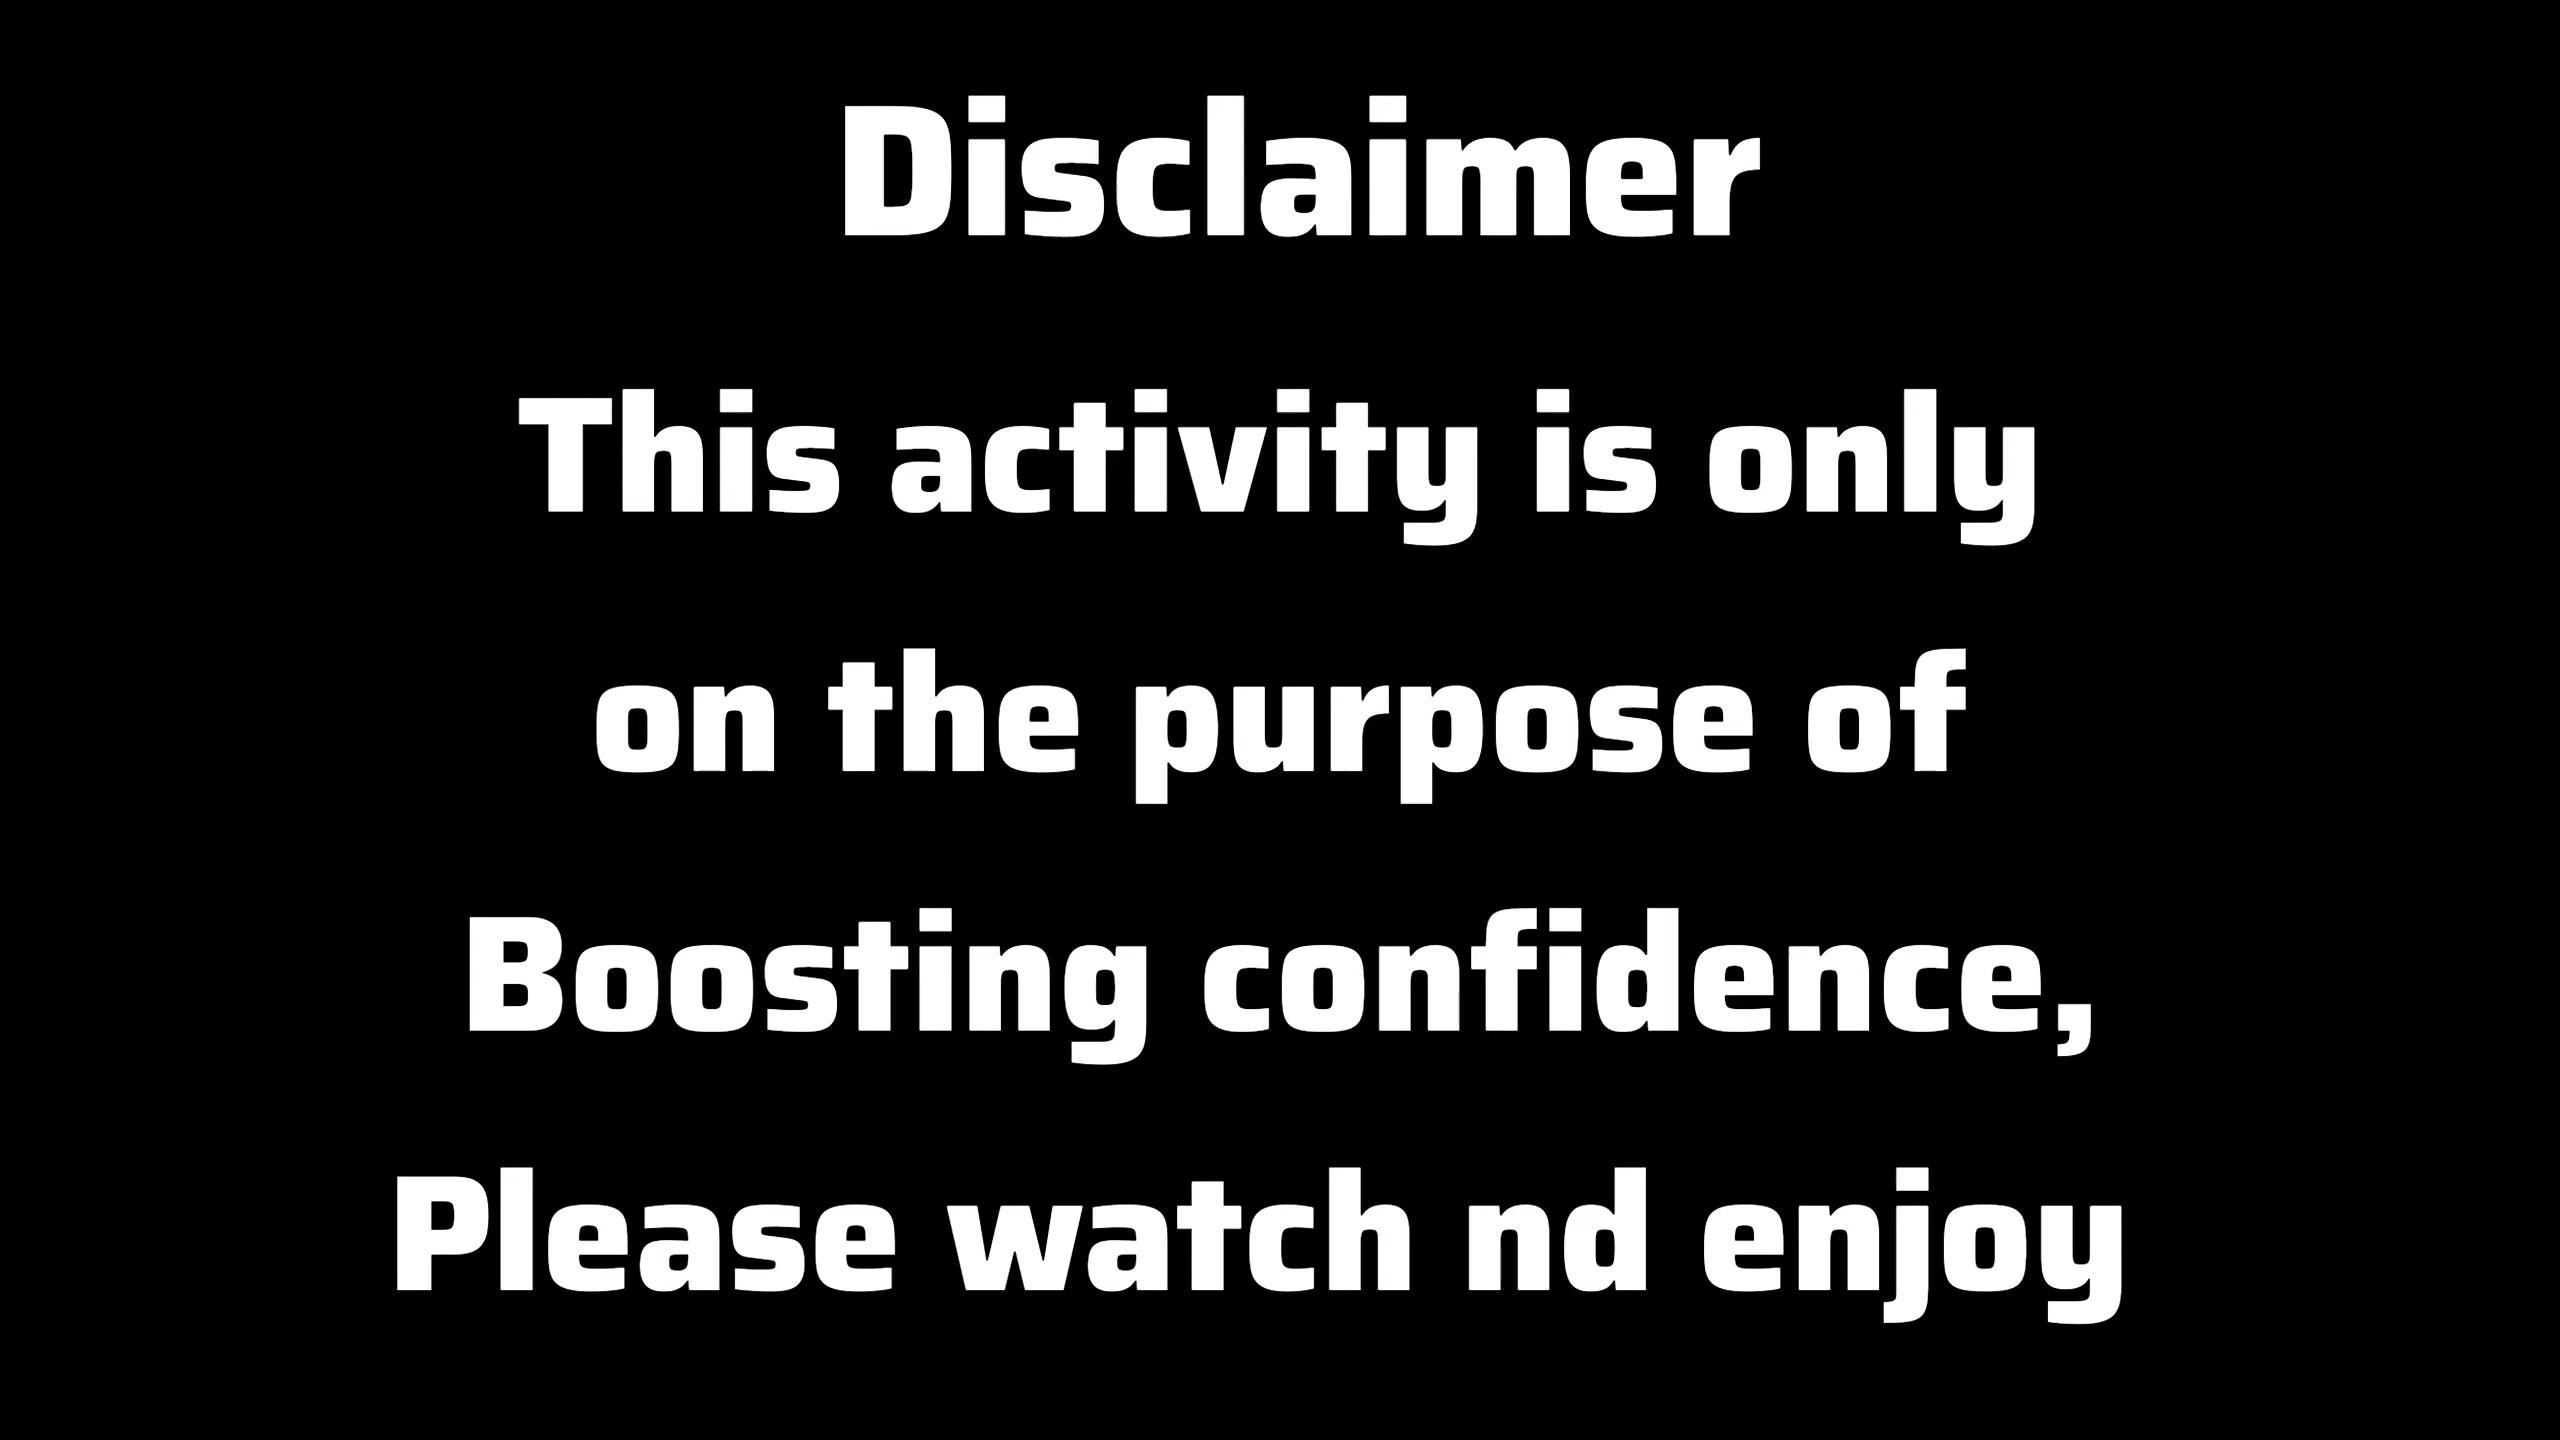 Disclaimer
This activity is only
on the purpose of
Boosting confidence,
Please watch nd enjoy